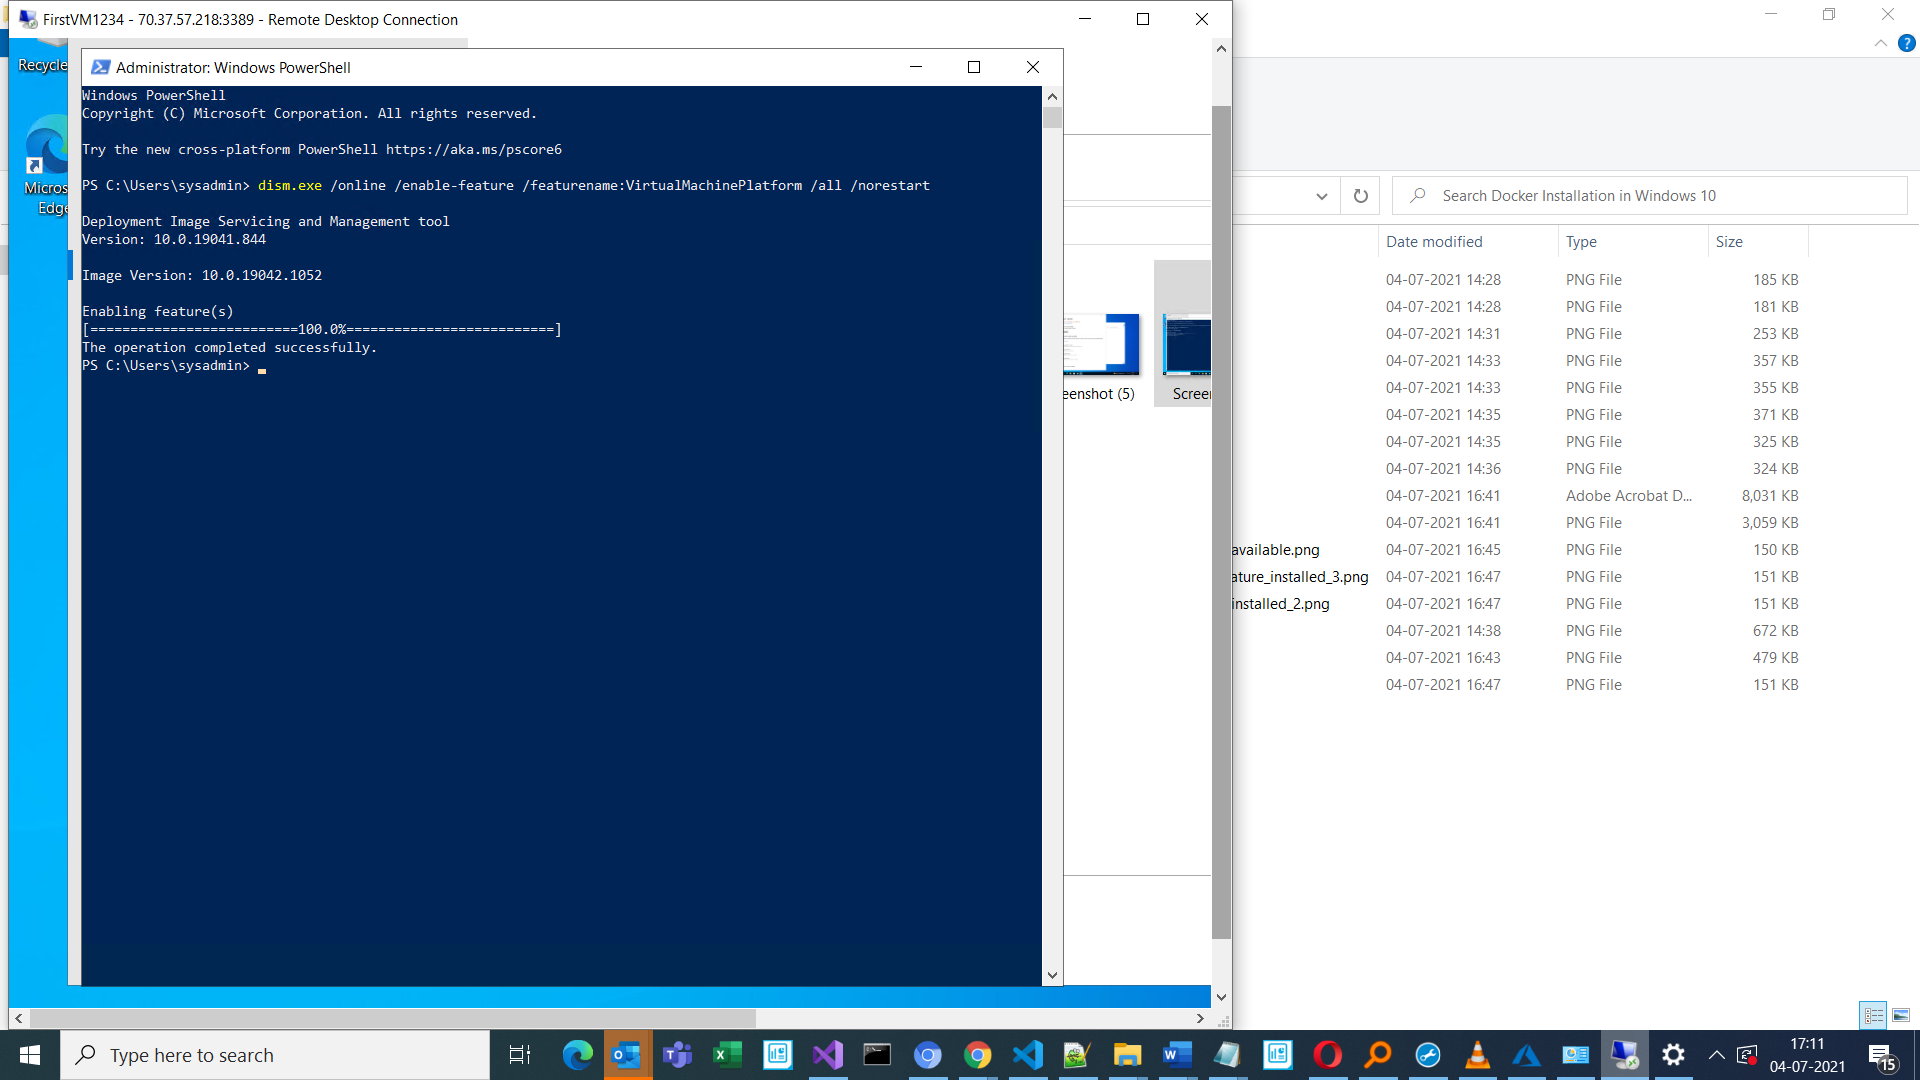 FirstVM1234 - 70.37.57.218:3389 - Remote Desktop Connection
Recycle
Micros
Edge
Administrator: Windows PowerShell
Windows PowerShell
Copyright (C) Microsoft Corporation. All rights reserved.
Try the new cross-platform PowerShell https://aka.ms/pscore6
PS C:\Users\sysadmin> dism.exe /online /enable-feature /featurename:VirtualMachinePlatform /all /norestart
Deployment Image Servicing and Management tool
Version: 10.0.19041.844
Image Version: 10.0.19042.1052
Enabling feature(s)
[==========================100.0%==========================]
The operation completed successfully.
PS C:\Users\sysadmin>
eenshot (5)
Screer
Search Docker Installation in Windows 10
Date modified Type Size
04-07-2021 14:28 PNG File 185 KB
04-07-2021 14:28 PNG File 181 KB
04-07-2021 14:31 PNG File 253 KB
04-07-2021 14:33 PNG File 357 KB
04-07-2021 14:33 PNG File 355 KB
04-07-2021 14:35 PNG File 371 KB
04-07-2021 14:35 PNG File 325 KB
04-07-2021 14:36 PNG File 324 KB
04-07-2021 16:41 Adobe Acrobat D... 8,031 KB
04-07-2021 16:41 PNG File 3,059 KB
available.png 04-07-2021 16:45 PNG File 150 KB
ature_installed_3.png 04-07-2021 16:47 PNG File 151 KB
installed_2.png 04-07-2021 16:47 PNG File 151 KB
04-07-2021 14:38 PNG File 672 KB
04-07-2021 16:43 PNG File 479 KB
04-07-2021 16:47 PNG File 151 KB
Type here to search
17:11
04-07-2021
15